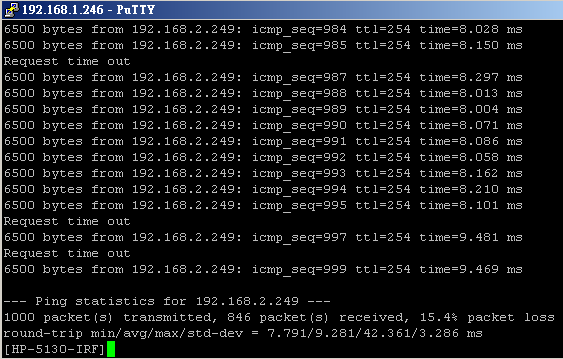 192.168.1.246 - PuTTY
6500 bytes from 192.168.2.249: icmp_seq=984 ttl=254 time=8.028 ms
6500 bytes from 192.168.2.249: icmp_seq=985 ttl=254 time=8.150 ms
Request time out
6500 bytes from 192.168.2.249: icmp_seq=987 ttl=254 time=8.297 ms
6500 bytes from 192.168.2.249: icmp_seq=988 ttl=254 time=8.013 ms
6500 bytes from 192.168.2.249: icmp_seq=989 ttl=254 time=8.004 ms
6500 bytes from 192.168.2.249: icmp_seq=990 ttl=254 time=8.071 ms
6500 bytes from 192.168.2.249: icmp_seq=991 ttl=254 time=8.086 ms
6500 bytes from 192.168.2.249: icmp_seq=992 ttl=254 time=8.058 ms
6500 bytes from 192.168.2.249: icmp_seq=993 ttl=254 time=8.162 ms
6500 bytes from 192.168.2.249: icmp_seq=994 ttl=254 time=8.210 ms
6500 bytes from 192.168.2.249: icmp_seq=995 ttl=254 time=8.101 ms
Request time out
6500 bytes from 192.168.2.249: icmp_seq=997 ttl=254 time=9.481 ms
Request time out
6500 bytes from 192.168.2.249: icmp_seq=999 ttl=254 time=9.469 ms
--- Ping statistics for 192.168.2.249 ---
1000 packet(s) transmitted, 846 packet(s) received, 15.4% packet loss
round-trip min/avg/max/std-dev = 7.791/9.281/42.361/3.286 ms
[HP-5130-IRF]